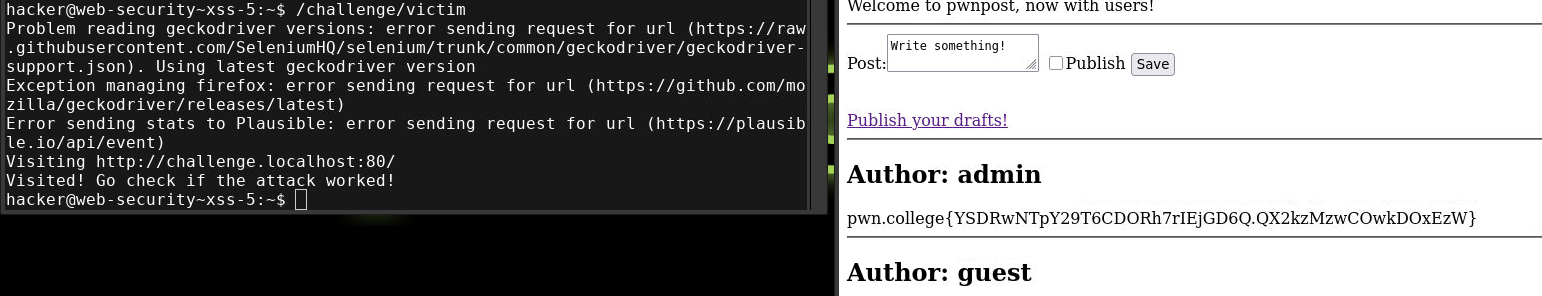 hacker@web-security~xss-5:~$ /challenge/victim
Problem reading geckodriver versions: error sending request for url (https://raw
.githubusercontent.com/SeleniumHQ/selenium/trunk/common/geckodriver/geckodriver-
support.json). Using latest geckodriver version
Exception managing firefox: error sending request for url (https://github.com/mo
zilla/geckodriver/releases/latest)
Error sending stats to Plausible: error sending request for url (https://plausib
le.io/api/event)
Visiting http://challenge.localhost:80/
Visited! Go check if the attack worked!
hacker@web-security~xss-5:~$
Welcome to pwnpost, now with users!
Post: Write something! Publish Save
Publish your drafts!
Author: admin
pwn.college{YSDRwNTpY29T6CDORh7rIEjGD6Q.QX2kzMzwCOwkDOxEzW}
Author: guest